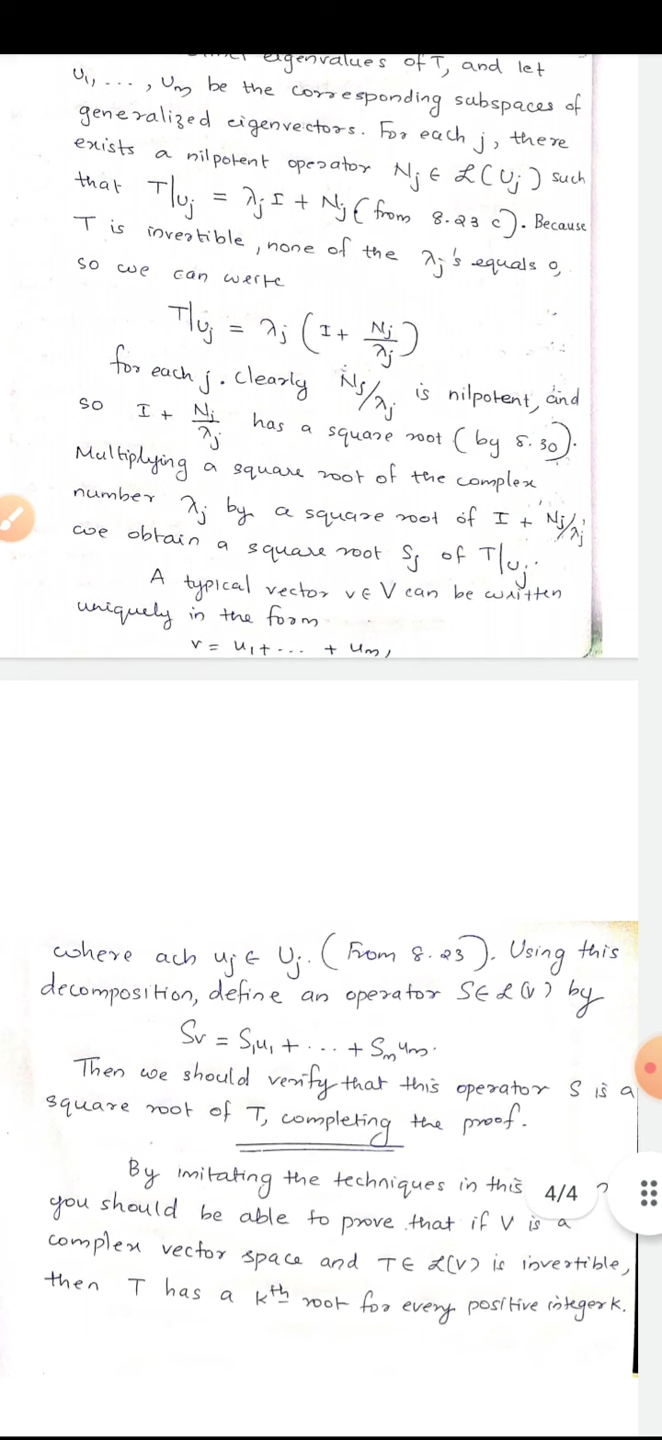 eigenvalues of T, and let
U₁, ..., Um be the corresponding subspaces of
generalized eigenvectors. For each j, there
exists a nilpotent operator Nj ∈ ℒ(Uj) such
that T|Uj = λjI + Nj (from 8.23 c). Because
T is invertible, none of the λj's equals 0,
so we can write
T|Uj = λj (I + Nj/λj)
for each j. Clearly Nj/λj is nilpotent, and
so I + Nj/λj has a square root (by 8.30).
Multiplying a square root of the complex
number λj by a square root of I + Nj/λj
we obtain a square root Sj of T|Uj.
A typical vector v ∈ V can be written
uniquely in the form
v = u₁ + ... + um,
where ach uj ∈ Uj. (From 8.23). Using this
decomposition, define an operator S ∈ ℒ(V) by
Sv = S₁u₁ + ... + Smum.
Then we should verify that this operator S is a
square root of T, completing the proof.
By imitating the techniques in this
4/4
you should be able to prove that if V is a
complex vector space and T ∈ ℒ(V) is invertible,
then T has a kth root for every positive integer k.